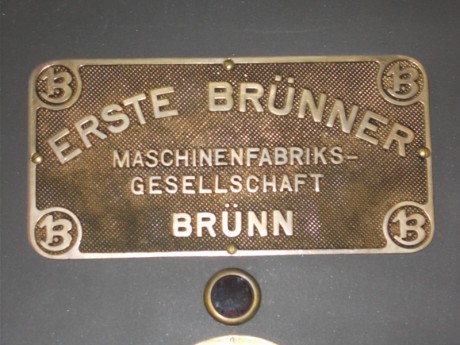 ERSTE BRÜNNER
MASCHINENFABRIKS-
GESELLSCHAFT
BRÜNN